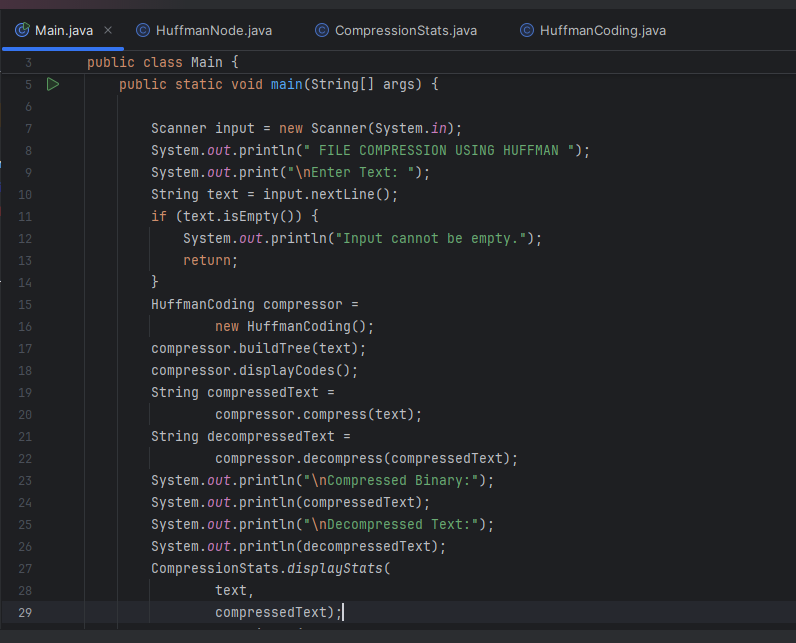 Main.java × HuffmanNode.java CompressionStats.java HuffmanCoding.java
3 public class Main {
5 public static void main(String[] args) {
6
7 Scanner input = new Scanner(System.in);
8 System.out.println(" FILE COMPRESSION USING HUFFMAN ");
9 System.out.print("\nEnter Text: ");
10 String text = input.nextLine();
11 if (text.isEmpty()) {
12 System.out.println("Input cannot be empty.");
13 return;
14 }
15 HuffmanCoding compressor =
16 new HuffmanCoding();
17 compressor.buildTree(text);
18 compressor.displayCodes();
19 String compressedText =
20 compressor.compress(text);
21 String decompressedText =
22 compressor.decompress(compressedText);
23 System.out.println("\nCompressed Binary:");
24 System.out.println(compressedText);
25 System.out.println("\nDecompressed Text:");
26 System.out.println(decompressedText);
27 CompressionStats.displayStats(
28 text,
29 compressedText);